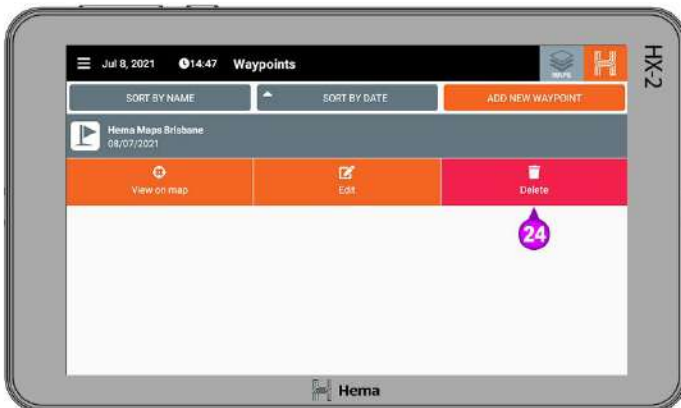 Jul 8, 2021 14:47 Waypoints
MAPS
SORT BY NAME SORT BY DATE ADD NEW WAYPOINT
Hema Maps Brisbane
08/07/2021
View on map Edit Delete
24
HX-2
Hema